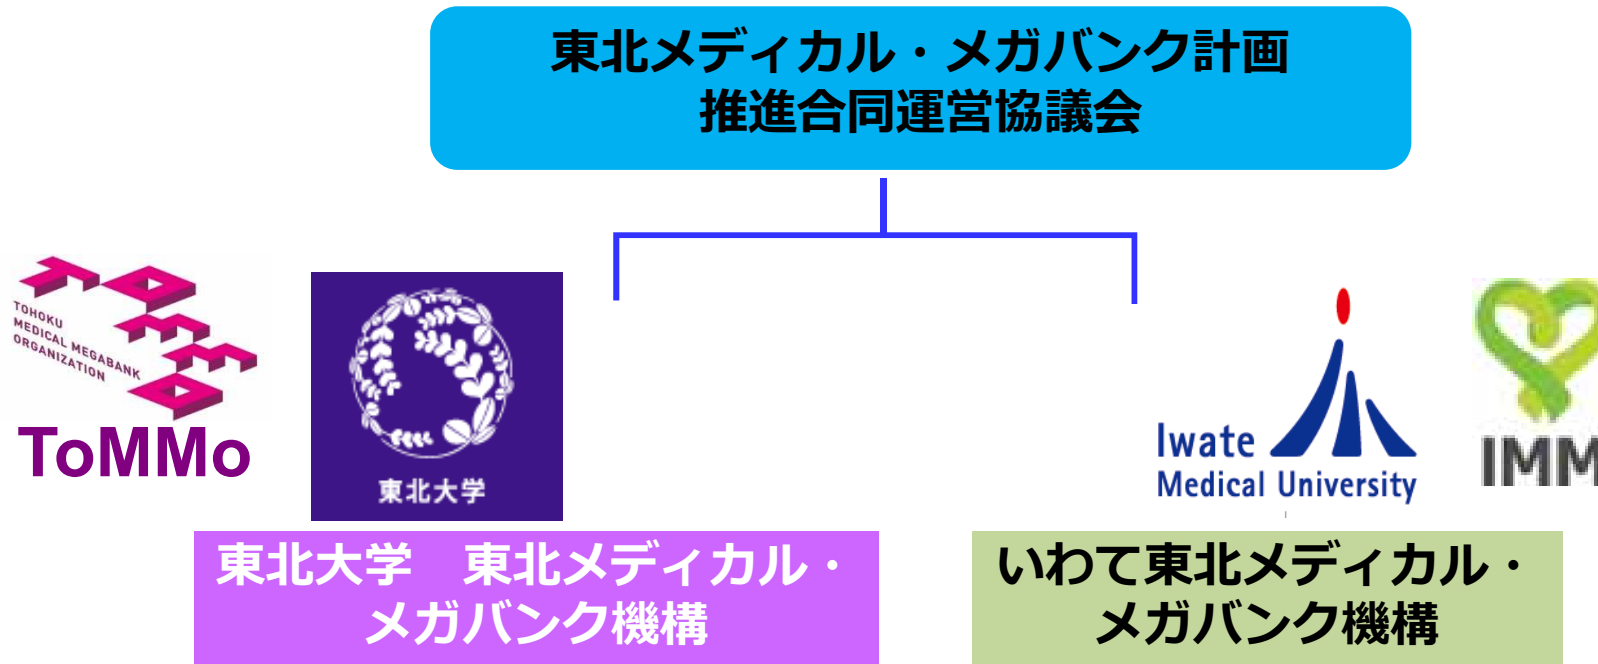 東北メディカル・メガバンク計画
推進合同運営協議会
TOHOKU
MEDICAL MEGABANK
ORGANIZATION
ToMMo
東北大学
Iwate
Medical University
IMM
東北大学　東北メディカル・
メガバンク機構
いわて東北メディカル・
メガバンク機構